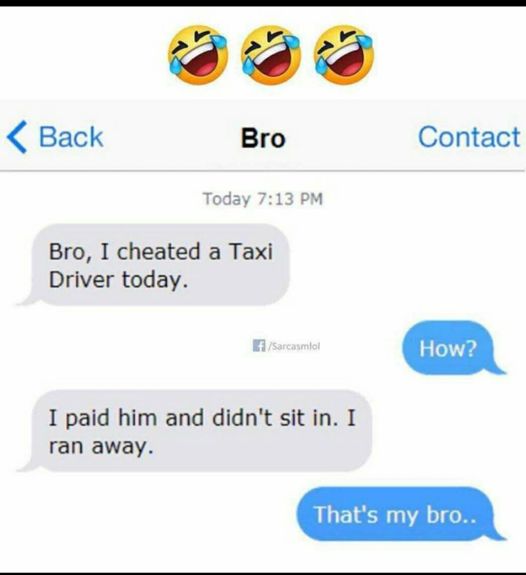 Back Bro Contact
Today 7:13 PM
Bro, I cheated a Taxi
Driver today.
f/Sarcasmlol
How?
I paid him and didn't sit in. I
ran away.
That's my bro..